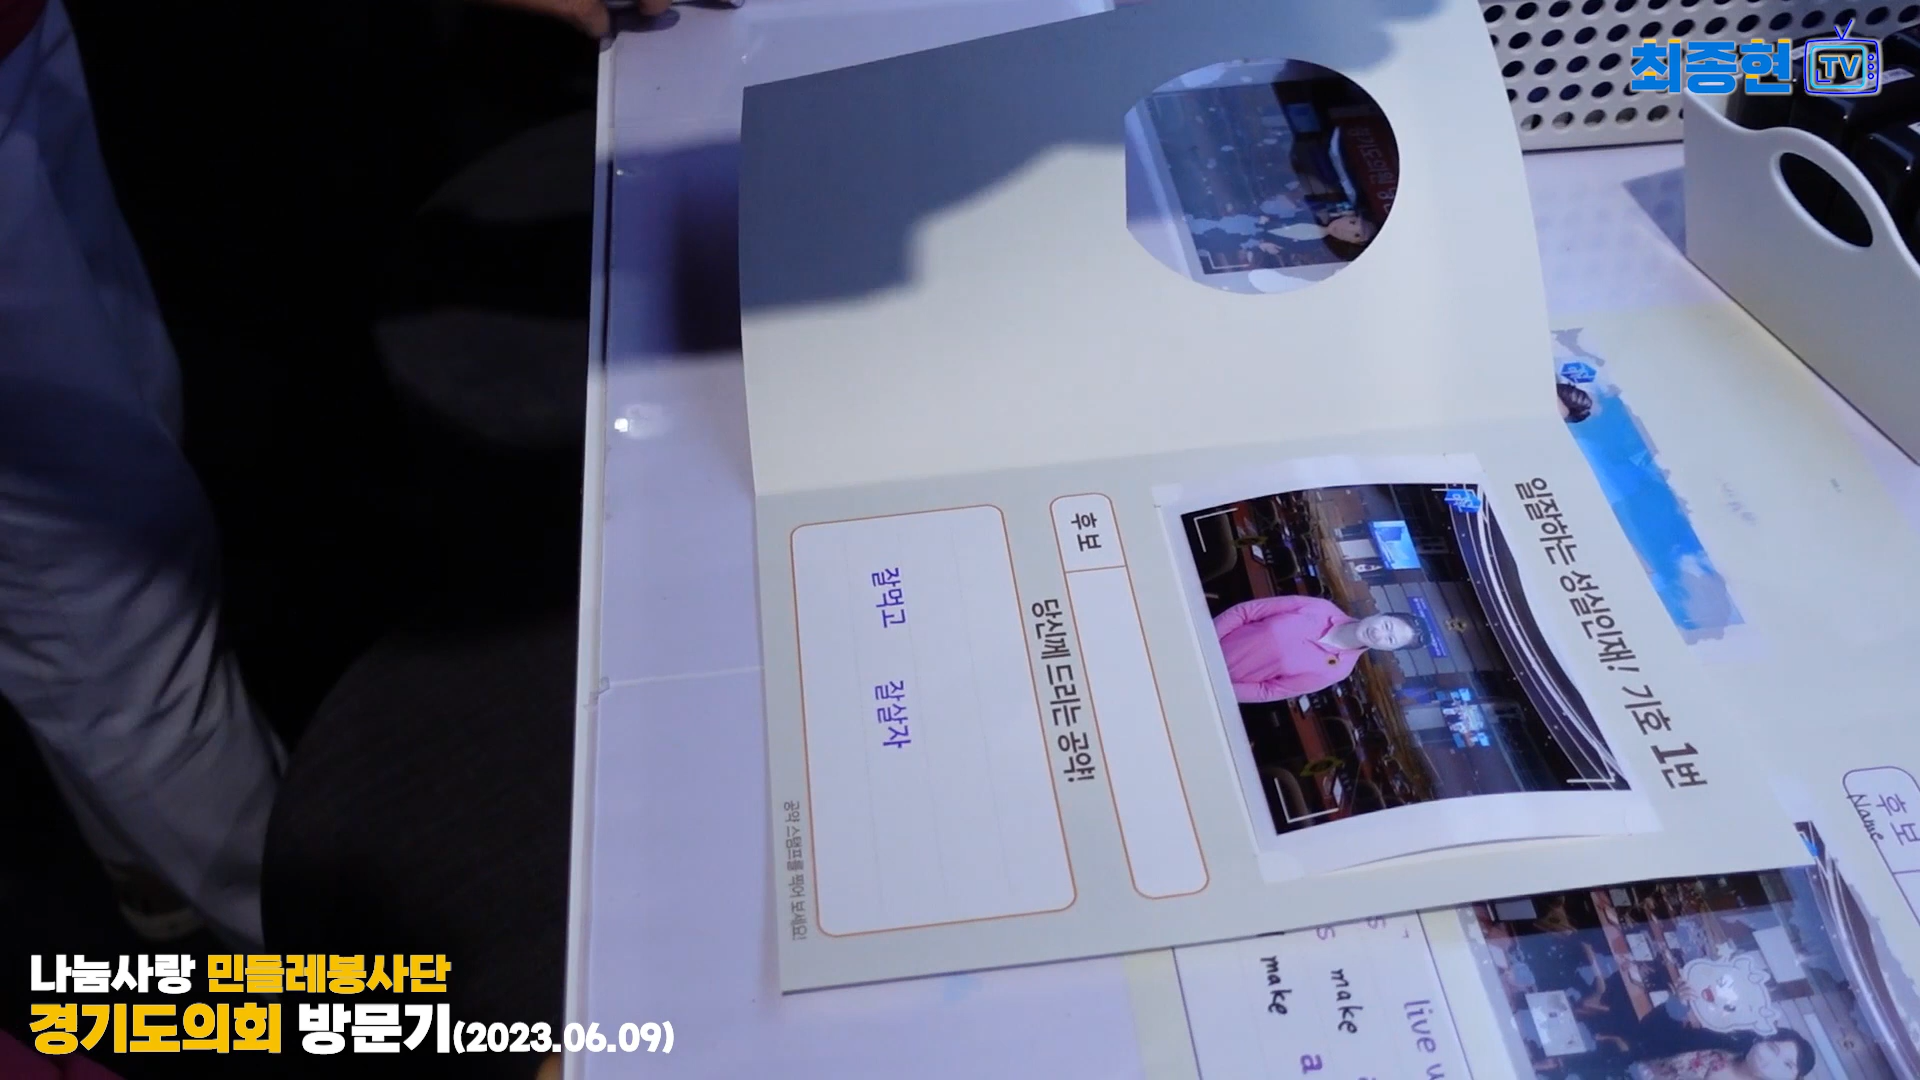 최종현 TV
일잘하는 성실인재! 기호 1번
후보
당신께 드리는 공약!
잘먹고 잘살자
공약 스탬프를 찍어 보세요!
후보
Name
live u
make
make
a
나눔사랑 민들레봉사단
경기도의회 방문기(2023.06.09)